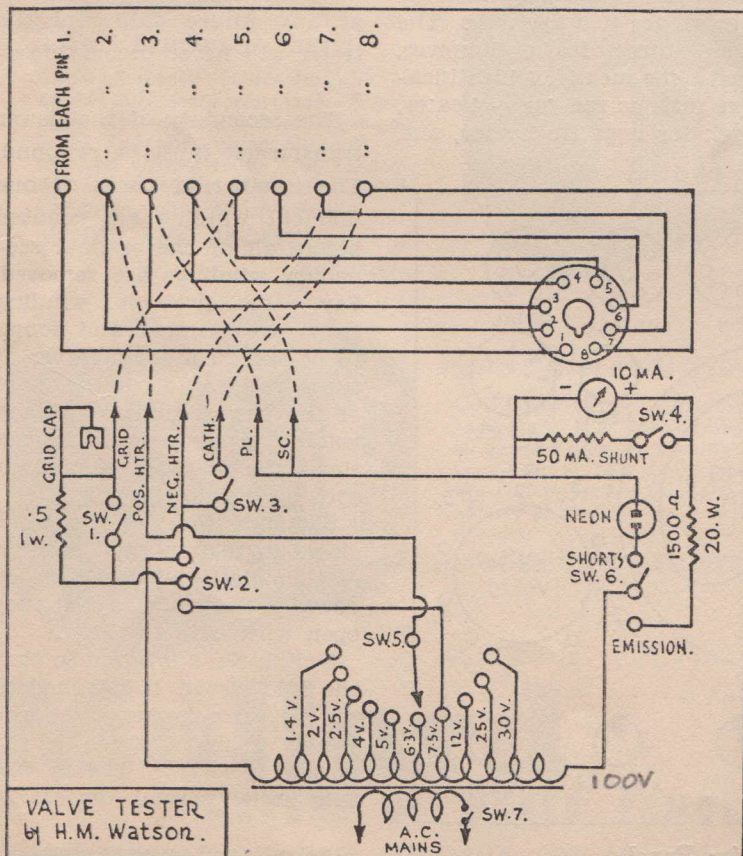 FROM EACH PIN 1.
2. 3. 4. 5. 6. 7. 8.
" " " " " " "
" " " " " " "
4 5
3 6
2 7
1 8
10 MA.
- +
SW.4.
50 MA. SHUNT
GRID CAP
GRID
POS. HTR.
NEG. HTR.
CATH. -
PL.
SC.
SW. 1.
.5
1 W.
SW.3.
SW.2.
NEON
SHORTS
SW.6.
1500 Ω
20. W.
EMISSION.
SW.5.
1.4 V.
2 V.
2.5 V.
4 V.
5 V.
6.3 V.
7.5 V.
12 V.
25 V.
30 V.
100V
SW.7.
A.C.
MAINS
VALVE TESTER
by H.M. Watson.